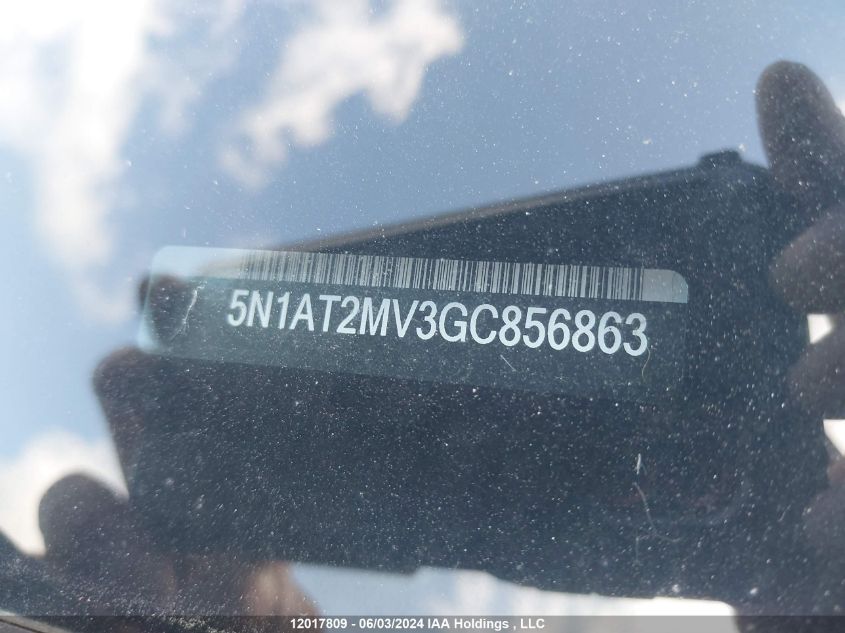 5N1AT2MV3GC856863
12017809 - 06/03/2024 IAA Holdings , LLC